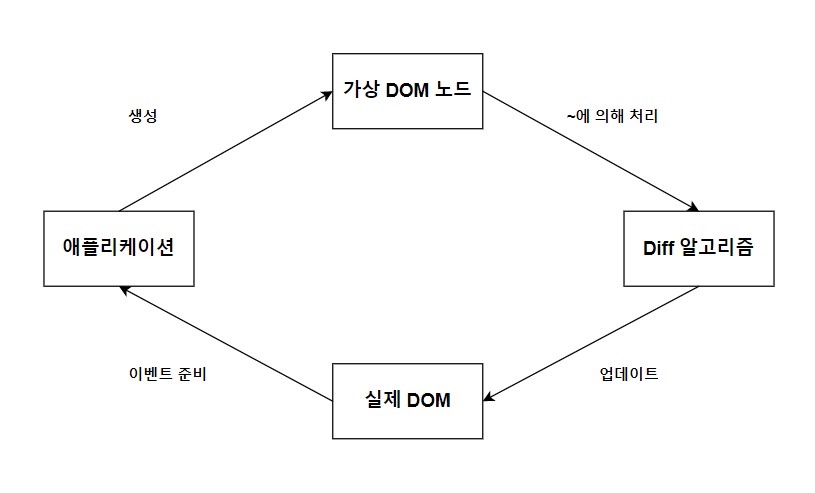 가상 DOM 노드
생성
~에 의해 처리
애플리케이션
Diff 알고리즘
이벤트 준비
업데이트
실제 DOM